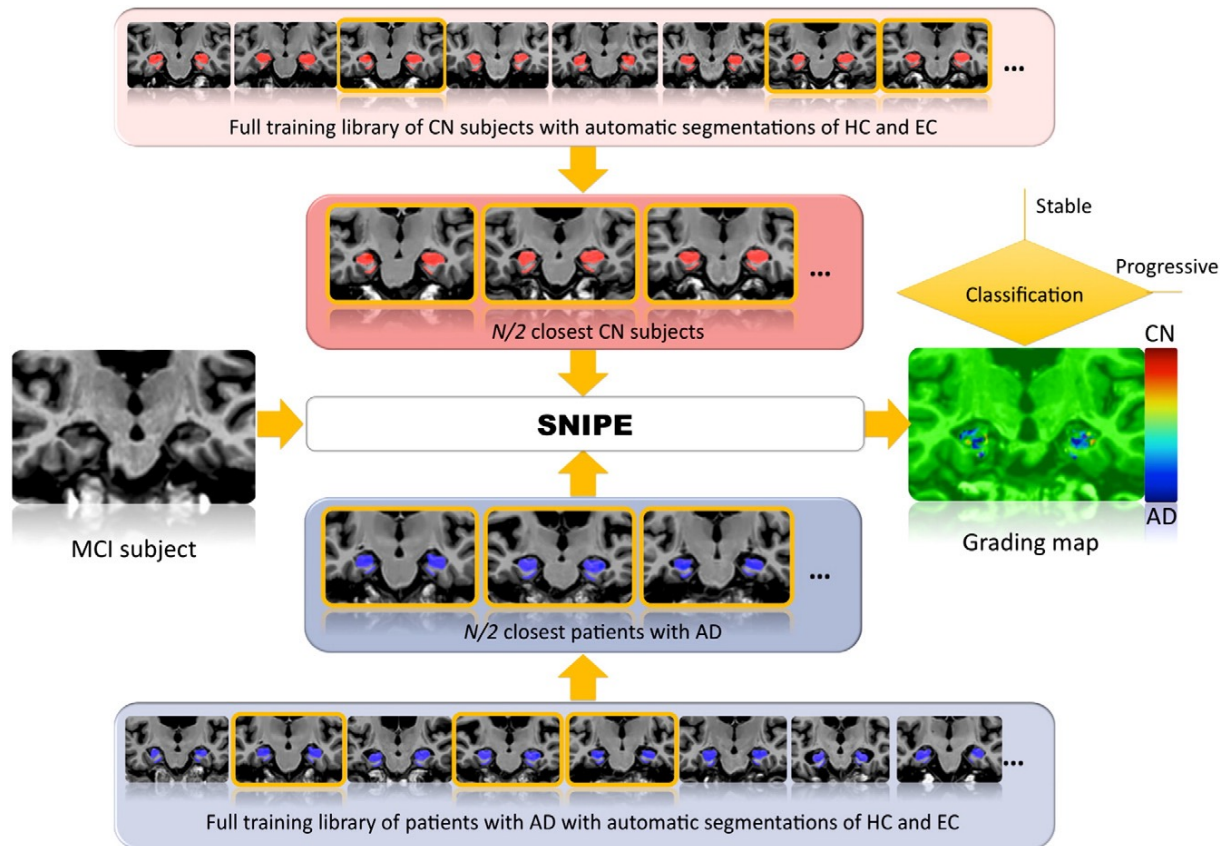 ...
Full training library of CN subjects with automatic segmentations of HC and EC
...
N/2 closest CN subjects
Stable
Progressive
Classification
CN
SNIPE
MCI subject
AD
Grading map
...
N/2 closest patients with AD
...
Full training library of patients with AD with automatic segmentations of HC and EC